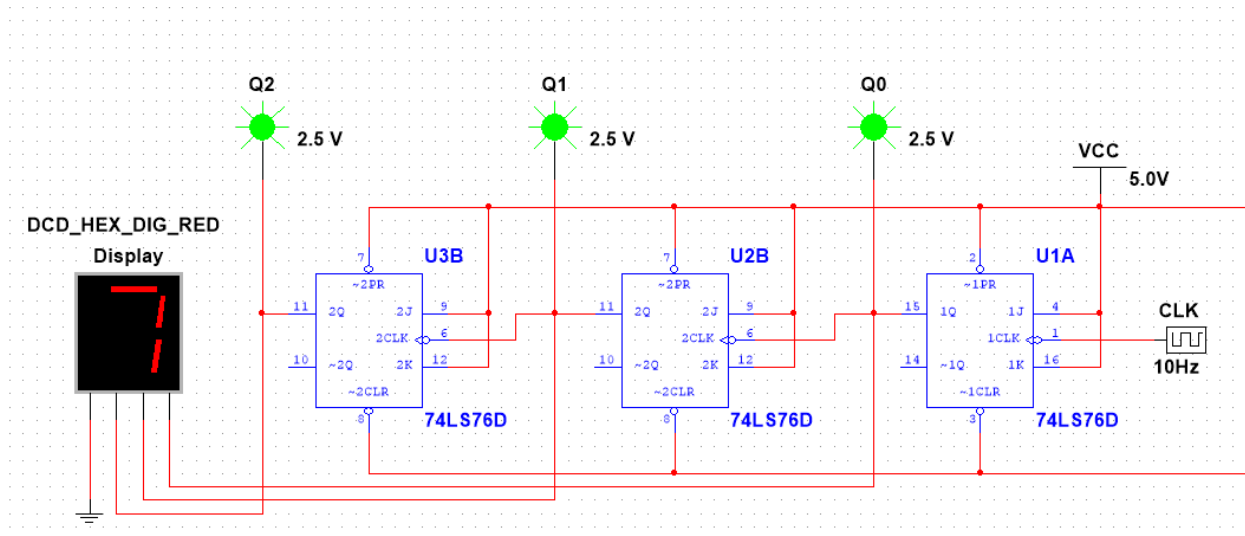 Q2
Q1
Q0
2.5 V
2.5 V
2.5 V
VCC
5.0V
DCD_HEX_DIG_RED
Display
7
7
7
2
U3B
U2B
U1A
~2PR
~2PR
~1PR
11 2Q 2J 9
11 2Q 2J 9
15 1Q 1J 4
CLK
2CLK 6
2CLK 6
1CLK 1
10 ~2Q 2K 12
10 ~2Q 2K 12
14 ~1Q 1K 16
10Hz
~2CLR
~2CLR
~1CLR
8
8
3
74LS76D
74LS76D
74LS76D